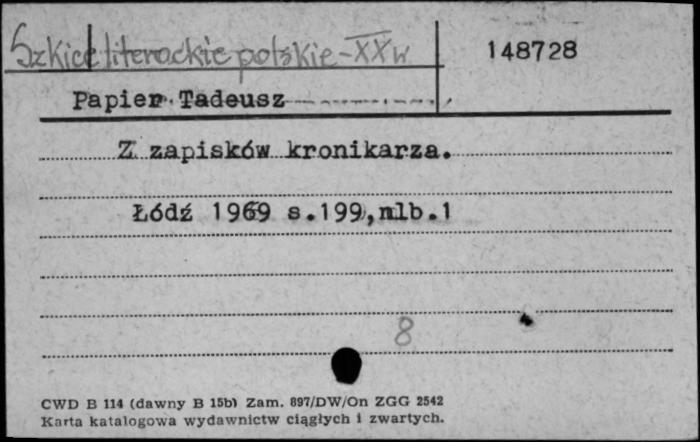 Szkice literackie polskie - XX w
148728
Papier Tadeusz
Z zapisków kronikarza.
Łódź 1969 s.199,nlb.1
8
CWD B 114 (dawny B 15b) Zam. 897/DW/On ZGG 2542
Karta katalogowa wydawnictw ciągłych i zwartych.